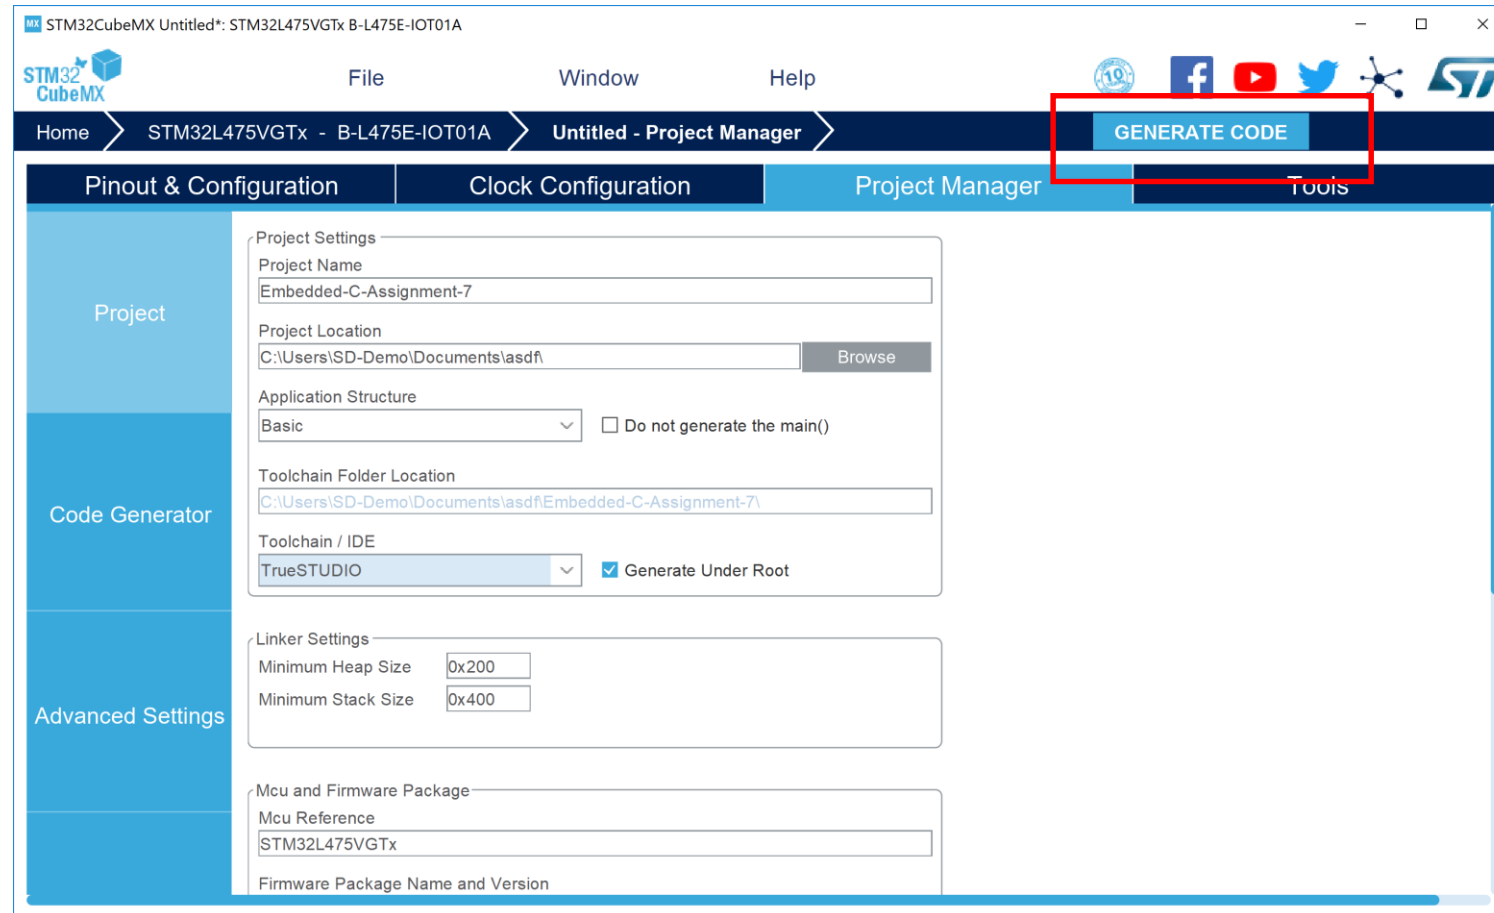 MX STM32CubeMX Untitled*: STM32L475VGTx B-L475E-IOT01A
STM32
CubeMX
File Window Help
10
f
ST
Home STM32L475VGTx - B-L475E-IOT01A Untitled - Project Manager GENERATE CODE
Pinout & Configuration Clock Configuration Project Manager Tools
Project Settings
Project Name
Embedded-C-Assignment-7
Project Location
Project
C:\Users\SD-Demo\Documents\asdf\ Browse
Application Structure
Basic Do not generate the main()
Toolchain Folder Location
C:\Users\SD-Demo\Documents\asdf\Embedded-C-Assignment-7\
Code Generator
Toolchain / IDE
TrueSTUDIO Generate Under Root
Linker Settings
Minimum Heap Size 0x200
Minimum Stack Size 0x400
Advanced Settings
Mcu and Firmware Package
Mcu Reference
STM32L475VGTx
Firmware Package Name and Version